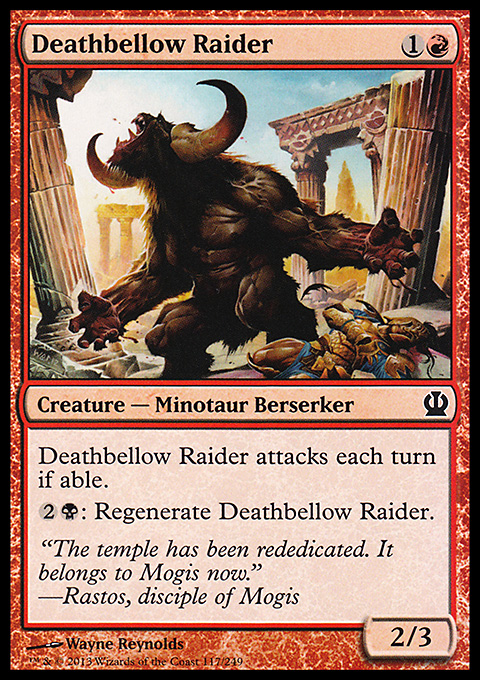 Deathbellow Raider 1
Creature — Minotaur Berserker
Deathbellow Raider attacks each turn
if able.
2: Regenerate Deathbellow Raider.
“The temple has been rededicated. It
belongs to Mogis now.”
—Rastos, disciple of Mogis
2/3
Wayne Reynolds
™ & © 2013 Wizards of the Coast 117/249